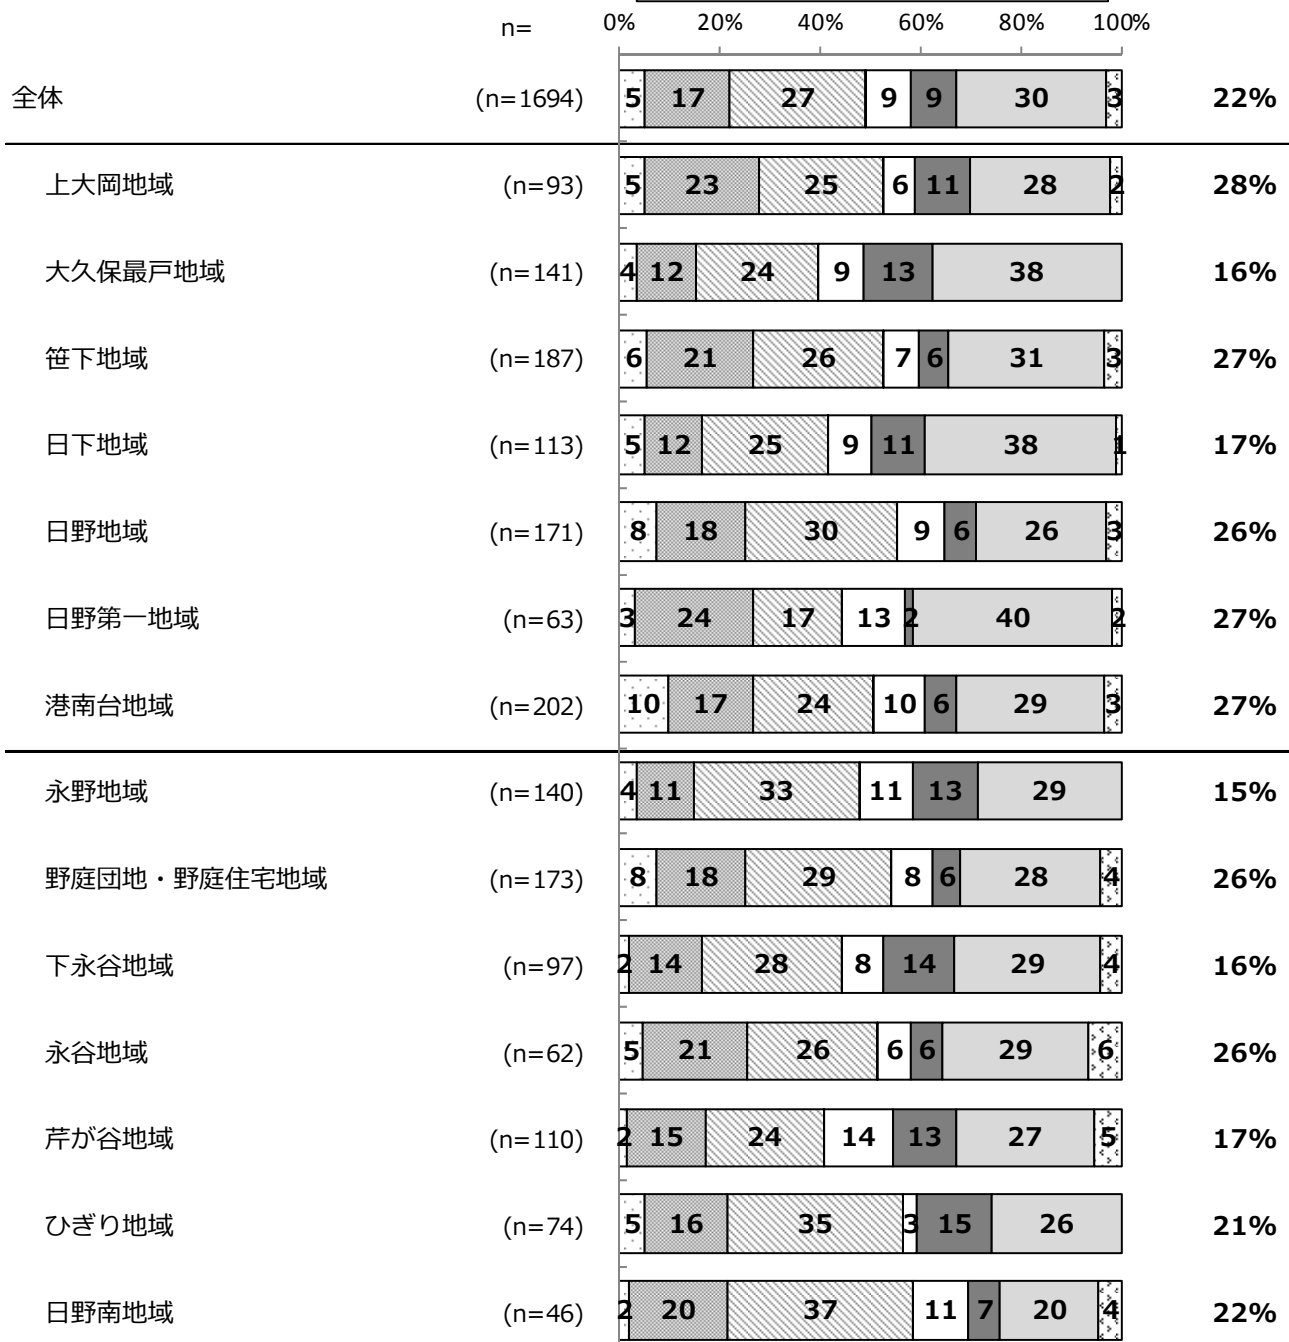 n= 0% 20% 40% 60% 80% 100%
全体 (n=1694) 5 17 27 9 9 30 3 22%
上大岡地域 (n=93) 5 23 25 6 11 28 2 28%
大久保最戸地域 (n=141) 4 12 24 9 13 38 16%
笹下地域 (n=187) 6 21 26 7 6 31 3 27%
日下地域 (n=113) 5 12 25 9 11 38 1 17%
日野地域 (n=171) 8 18 30 9 6 26 3 26%
日野第一地域 (n=63) 3 24 17 13 2 40 2 27%
港南台地域 (n=202) 10 17 24 10 6 29 3 27%
永野地域 (n=140) 4 11 33 11 13 29 15%
野庭団地・野庭住宅地域 (n=173) 8 18 29 8 6 28 4 26%
下永谷地域 (n=97) 2 14 28 8 14 29 4 16%
永谷地域 (n=62) 5 21 26 6 6 29 6 26%
芹が谷地域 (n=110) 2 15 24 14 13 27 5 17%
ひぎり地域 (n=74) 5 16 35 3 15 26 21%
日野南地域 (n=46) 2 20 37 11 7 20 4 22%